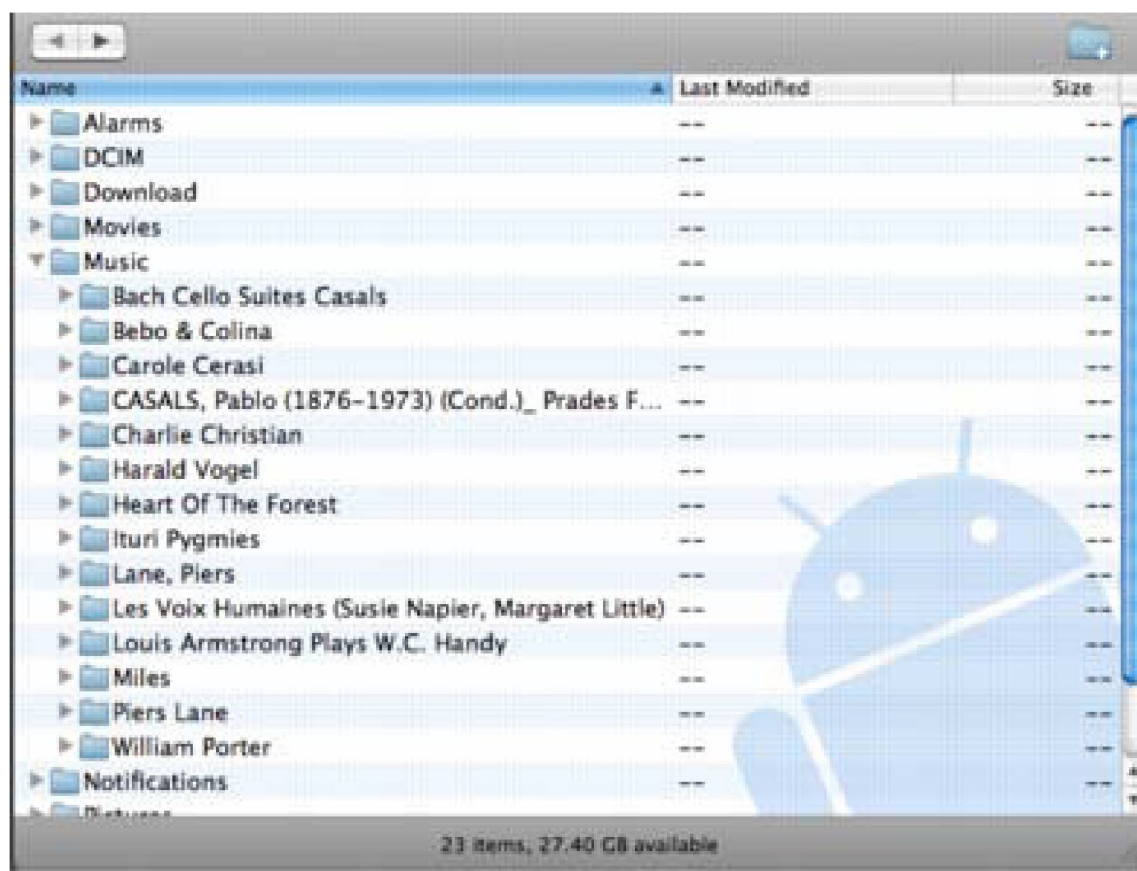 Name Last Modified Size
Alarms -- --
DCIM -- --
Download -- --
Movies -- --
Music -- --
Bach Cello Suites Casals -- --
Bebo & Colina -- --
Carole Cerasi -- --
CASALS, Pablo (1876–1973) (Cond.)_ Prades F... -- --
Charlie Christian -- --
Harald Vogel -- --
Heart Of The Forest -- --
Ituri Pygmies -- --
Lane, Piers -- --
Les Voix Humaines (Susie Napier, Margaret Little) -- --
Louis Armstrong Plays W.C. Handy -- --
Miles -- --
Piers Lane -- --
William Porter -- --
Notifications -- --
Pictures
23 items, 27.40 GB available